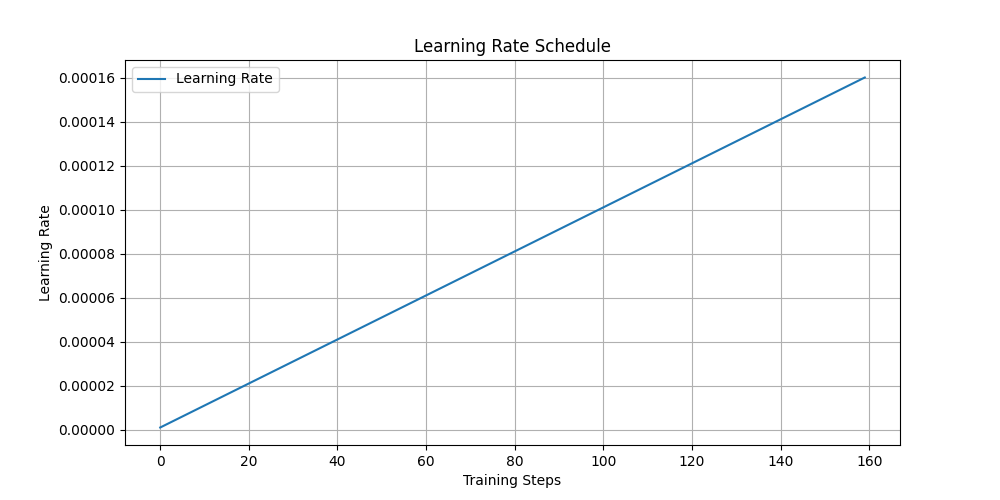 Learning Rate Schedule
Learning Rate
0.00016
0.00014
0.00012
0.00010
0.00008
0.00006
0.00004
0.00002
0.00000
Learning Rate
0 20 40 60 80 100 120 140 160
Training Steps